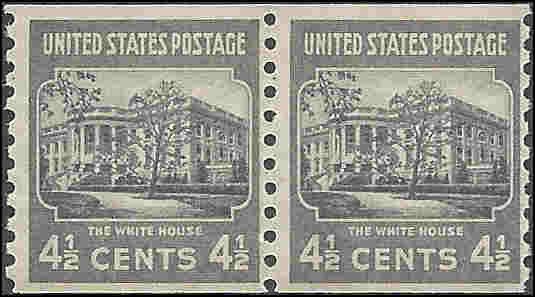 UNITED STATES POSTAGE
THE WHITE HOUSE
4½ CENTS 4½
UNITED STATES POSTAGE
THE WHITE HOUSE
4½ CENTS 4½